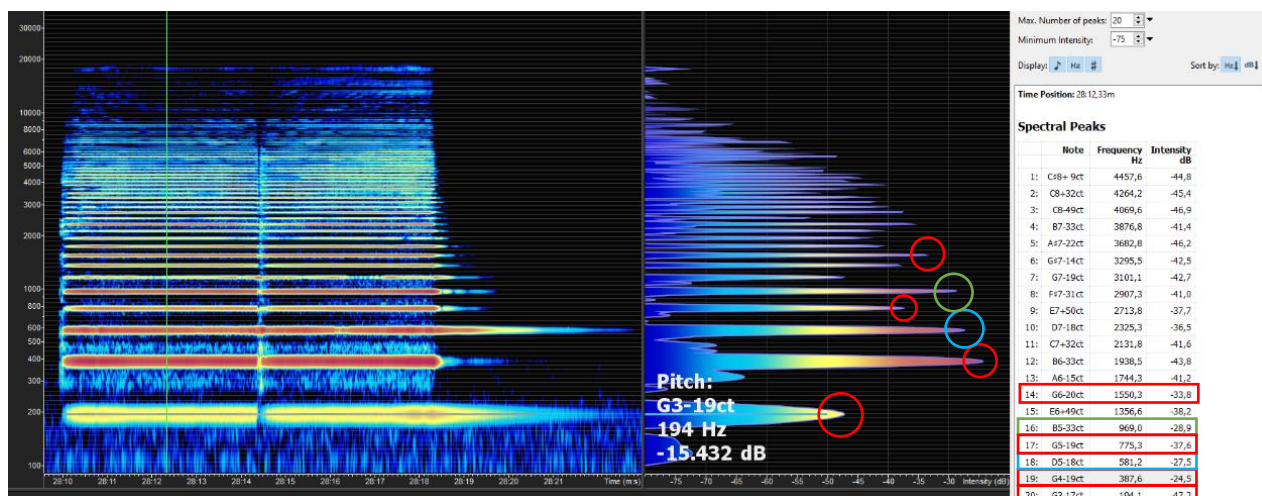 Max. Number of peaks: 20
Minimum Intensity: -75
Display: Hz # Sort by: Hz dB
Time Position: 28:12,33m
Spectral Peaks
Note Frequency Hz Intensity dB
1: C♯8+ 9ct 4457,6 -44,8
2: C8+32ct 4264,2 -45,4
3: C8-49ct 4069,6 -46,9
4: B7-33ct 3876,8 -41,4
5: A♯7-22ct 3682,8 -46,2
6: G♯7-14ct 3295,5 -42,5
7: G7-19ct 3101,1 -42,7
8: F♯7-31ct 2907,3 -41,0
9: E7+50ct 2713,8 -37,7
10: D7-18ct 2325,3 -36,5
11: C7+32ct 2131,8 -41,6
12: B6-33ct 1938,5 -43,8
13: A6-15ct 1744,3 -41,2
14: G6-20ct 1550,3 -33,8
15: E6+49ct 1356,6 -38,2
16: B5-33ct 969,0 -28,9
17: G5-19ct 775,3 -37,6
18: D5-18ct 581,2 -27,5
19: G4-19ct 387,6 -24,5
20: G3-17ct 194,1 -47,2
30000
20000
10000
8000
6000
5000
4000
3000
2000
1000
800
600
500
400
300
200
100
Pitch:
G3-19ct
194 Hz
-15.432 dB
28:10 28:11 28:12 28:13 28:14 28:15 28:16 28:17 28:18 28:19 28:20 28:21 Time (m:s)
-75 -70 -65 -60 -55 -50 -45 -40 -35 -30 Intensity (dB)